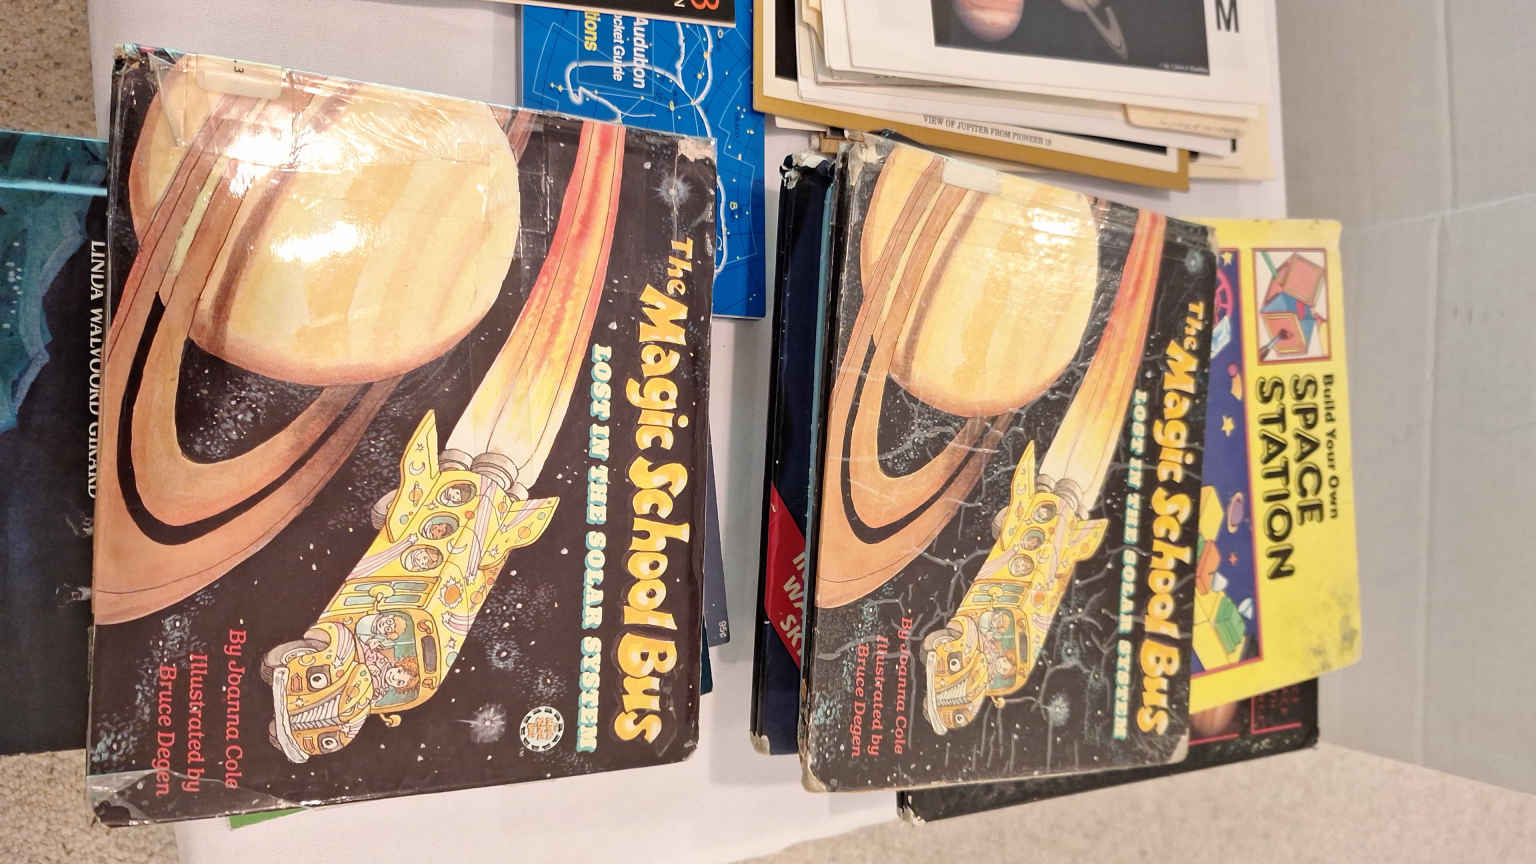 The Magic School Bus
LOST IN THE SOLAR SYSTEM
By Joanna Cole
Illustrated by
Bruce Degen
The Magic School Bus
LOST IN THE SOLAR SYSTEM
By Joanna Cole
Illustrated by
Bruce Degen
Build Your Own
SPACE
STATION
LINDA WALVOORD GIRARD
Audubon
VIEW OF JUPITER FROM PIONEER 10
M
95¢